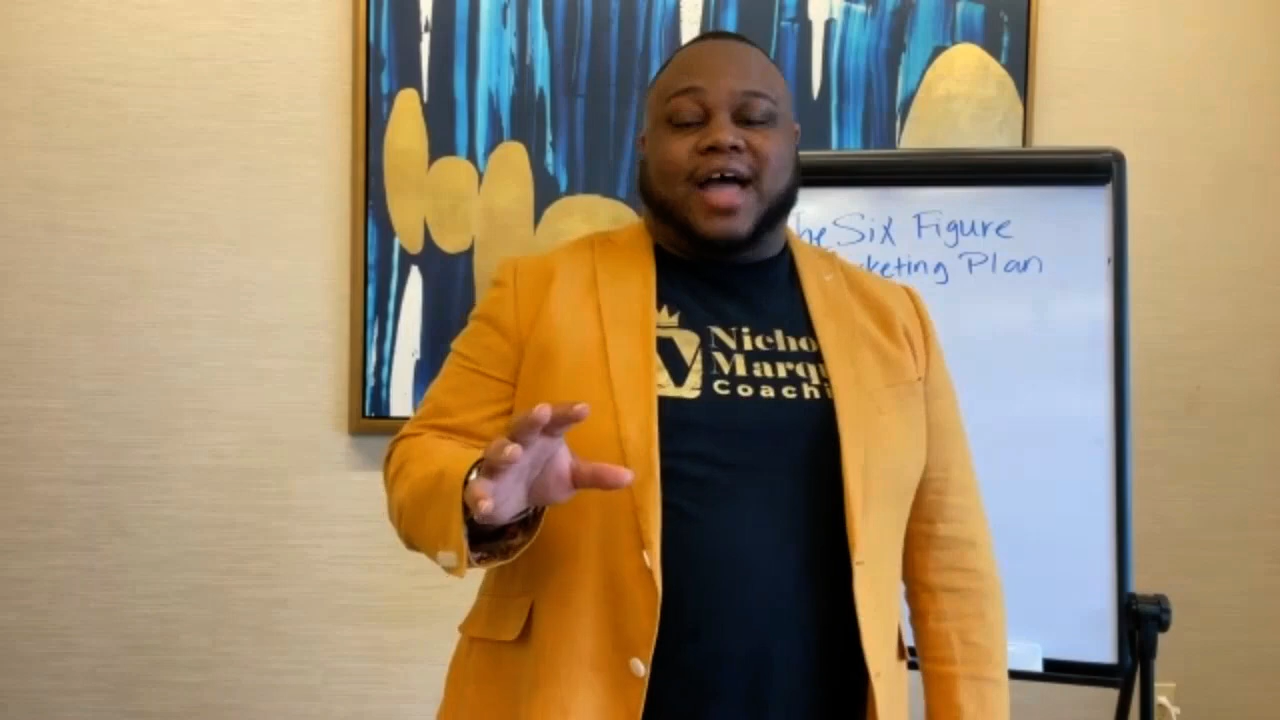 he Six Figure
keting Plan
Nicho
Marqu
Coachi